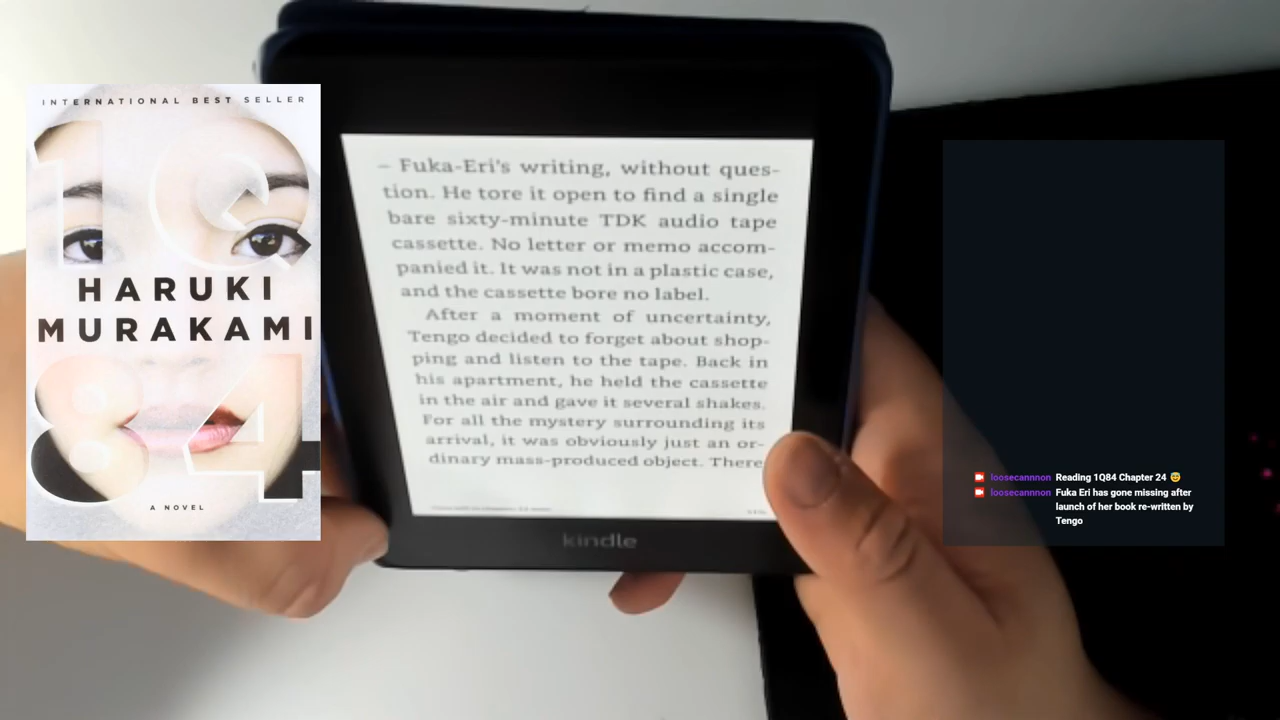 INTERNATIONAL BEST SELLER
1Q
HARUKI
MURAKAMI
84
A NOVEL
– Fuka-Eri's writing, without ques-
tion. He tore it open to find a single
bare sixty-minute TDK audio tape
cassette. No letter or memo accom-
panied it. It was not in a plastic case,
and the cassette bore no label.
After a moment of uncertainty,
Tengo decided to forget about shop-
ping and listen to the tape. Back in
his apartment, he held the cassette
in the air and gave it several shakes.
For all the mystery surrounding its
arrival, it was obviously just an or-
dinary mass-produced object. There
kindle
loosecannnon Reading 1Q84 Chapter 24 😇
loosecannnon Fuka Eri has gone missing after
launch of her book re-written by
Tengo